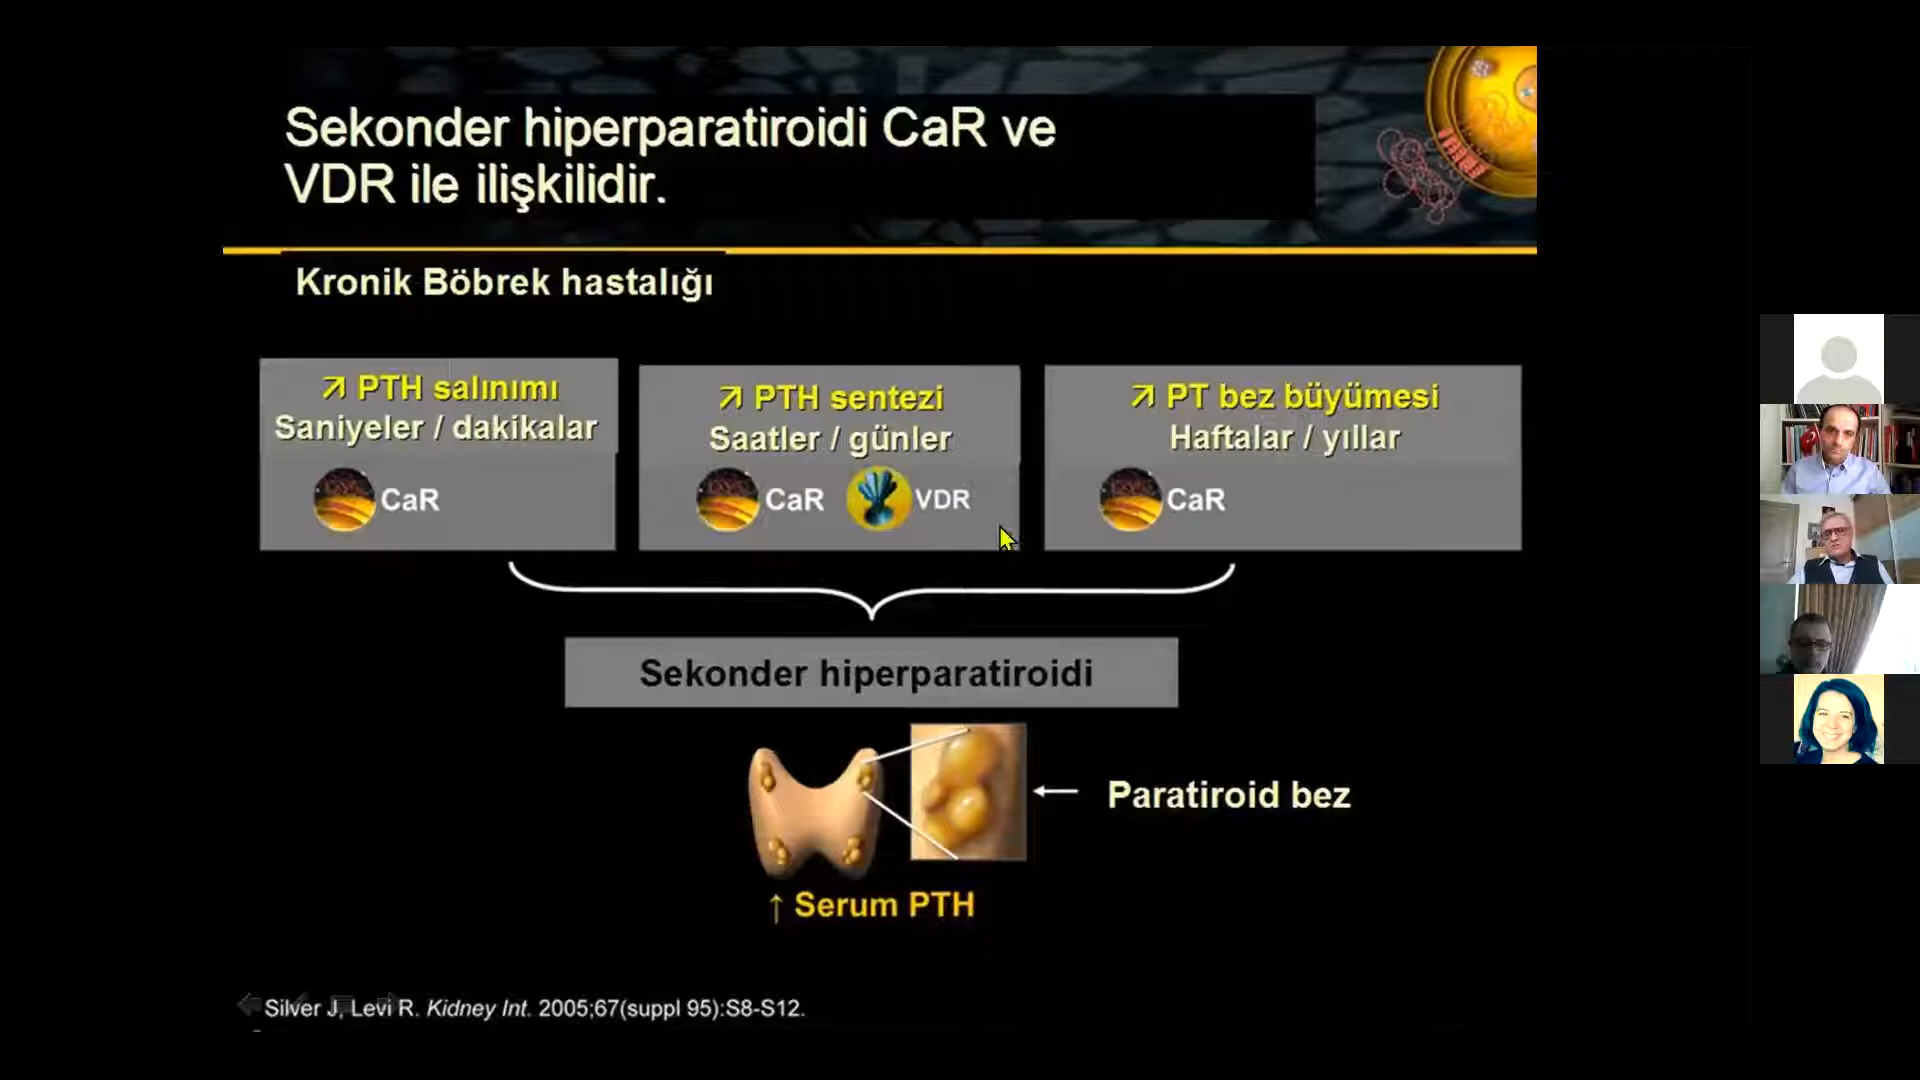 Sekonder hiperparatiroidi CaR ve
VDR ile ilişkilidir.
Kronik Böbrek hastalığı
↗ PTH salınımı
Saniyeler / dakikalar
CaR
↗ PTH sentezi
Saatler / günler
CaR VDR
↗ PT bez büyümesi
Haftalar / yıllar
CaR
Sekonder hiperparatiroidi
Paratiroid bez
↑ Serum PTH
Silver J, Levi R. Kidney Int. 2005;67(suppl 95):S8-S12.